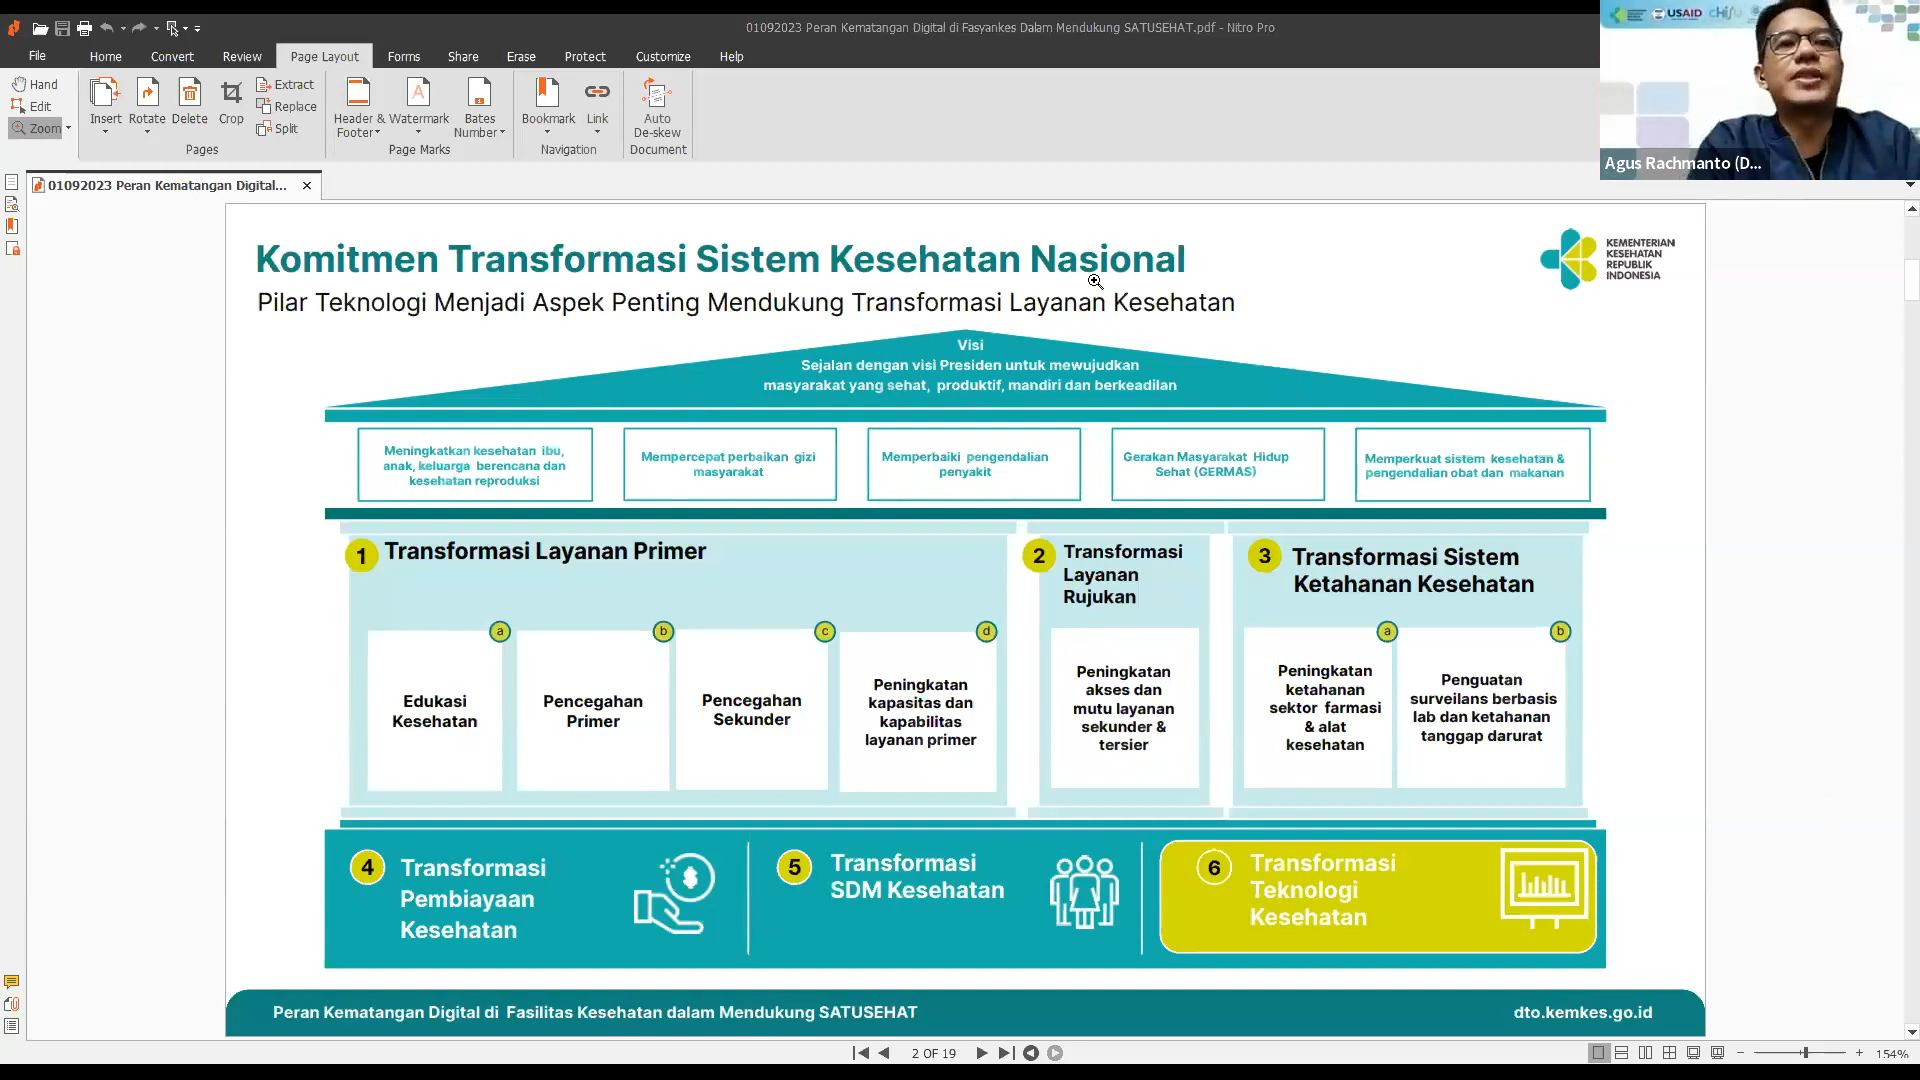 01092023 Peran Kematangan Digital di Fasyankes Dalam Mendukung SATUSEHAT.pdf - Nitro Pro
File
Home
Convert
Review
Page Layout
Forms
Share
Erase
Protect
Customize
Help
Hand
Edit
Zoom
Insert
Rotate
Delete
Crop
Extract
Replace
Split
Pages
Header & Footer
Watermark
Bates Number
Page Marks
Bookmark
Link
Navigation
Auto De-skew
Document
USAID
Agus Rachmanto (D...
01092023 Peran Kematangan Digital...
Komitmen Transformasi Sistem Kesehatan Nasional
Pilar Teknologi Menjadi Aspek Penting Mendukung Transformasi Layanan Kesehatan
KEMENTERIAN
KESEHATAN
REPUBLIK
INDONESIA
Visi
Sejalan dengan visi Presiden untuk mewujudkan
masyarakat yang sehat, produktif, mandiri dan berkeadilan
Meningkatkan kesehatan ibu,
anak, keluarga berencana dan
kesehatan reproduksi
Mempercepat perbaikan gizi
masyarakat
Memperbaiki pengendalian
penyakit
Gerakan Masyarakat Hidup
Sehat (GERMAS)
Memperkuat sistem kesehatan &
pengendalian obat dan makanan
1 Transformasi Layanan Primer
a
Edukasi
Kesehatan
b
Pencegahan
Primer
c
Pencegahan
Sekunder
d
Peningkatan
kapasitas dan
kapabilitas
layanan primer
2 Transformasi
Layanan
Rujukan
Peningkatan
akses dan
mutu layanan
sekunder &
tersier
3 Transformasi Sistem
Ketahanan Kesehatan
a
Peningkatan
ketahanan
sektor farmasi
& alat
kesehatan
b
Penguatan
surveilans berbasis
lab dan ketahanan
tanggap darurat
4 Transformasi
Pembiayaan
Kesehatan
5 Transformasi
SDM Kesehatan
6 Transformasi
Teknologi
Kesehatan
Peran Kematangan Digital di Fasilitas Kesehatan dalam Mendukung SATUSEHAT
dto.kemkes.go.id
2 OF 19
154%